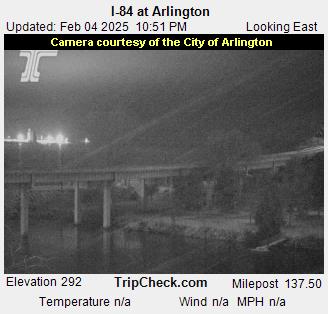 I-84 at Arlington
Updated: Feb 04 2025 10:51 PM Looking East
Camera courtesy of the City of Arlington
Elevation 292 TripCheck.com Milepost 137.50
Temperature n/a Wind n/a MPH n/a